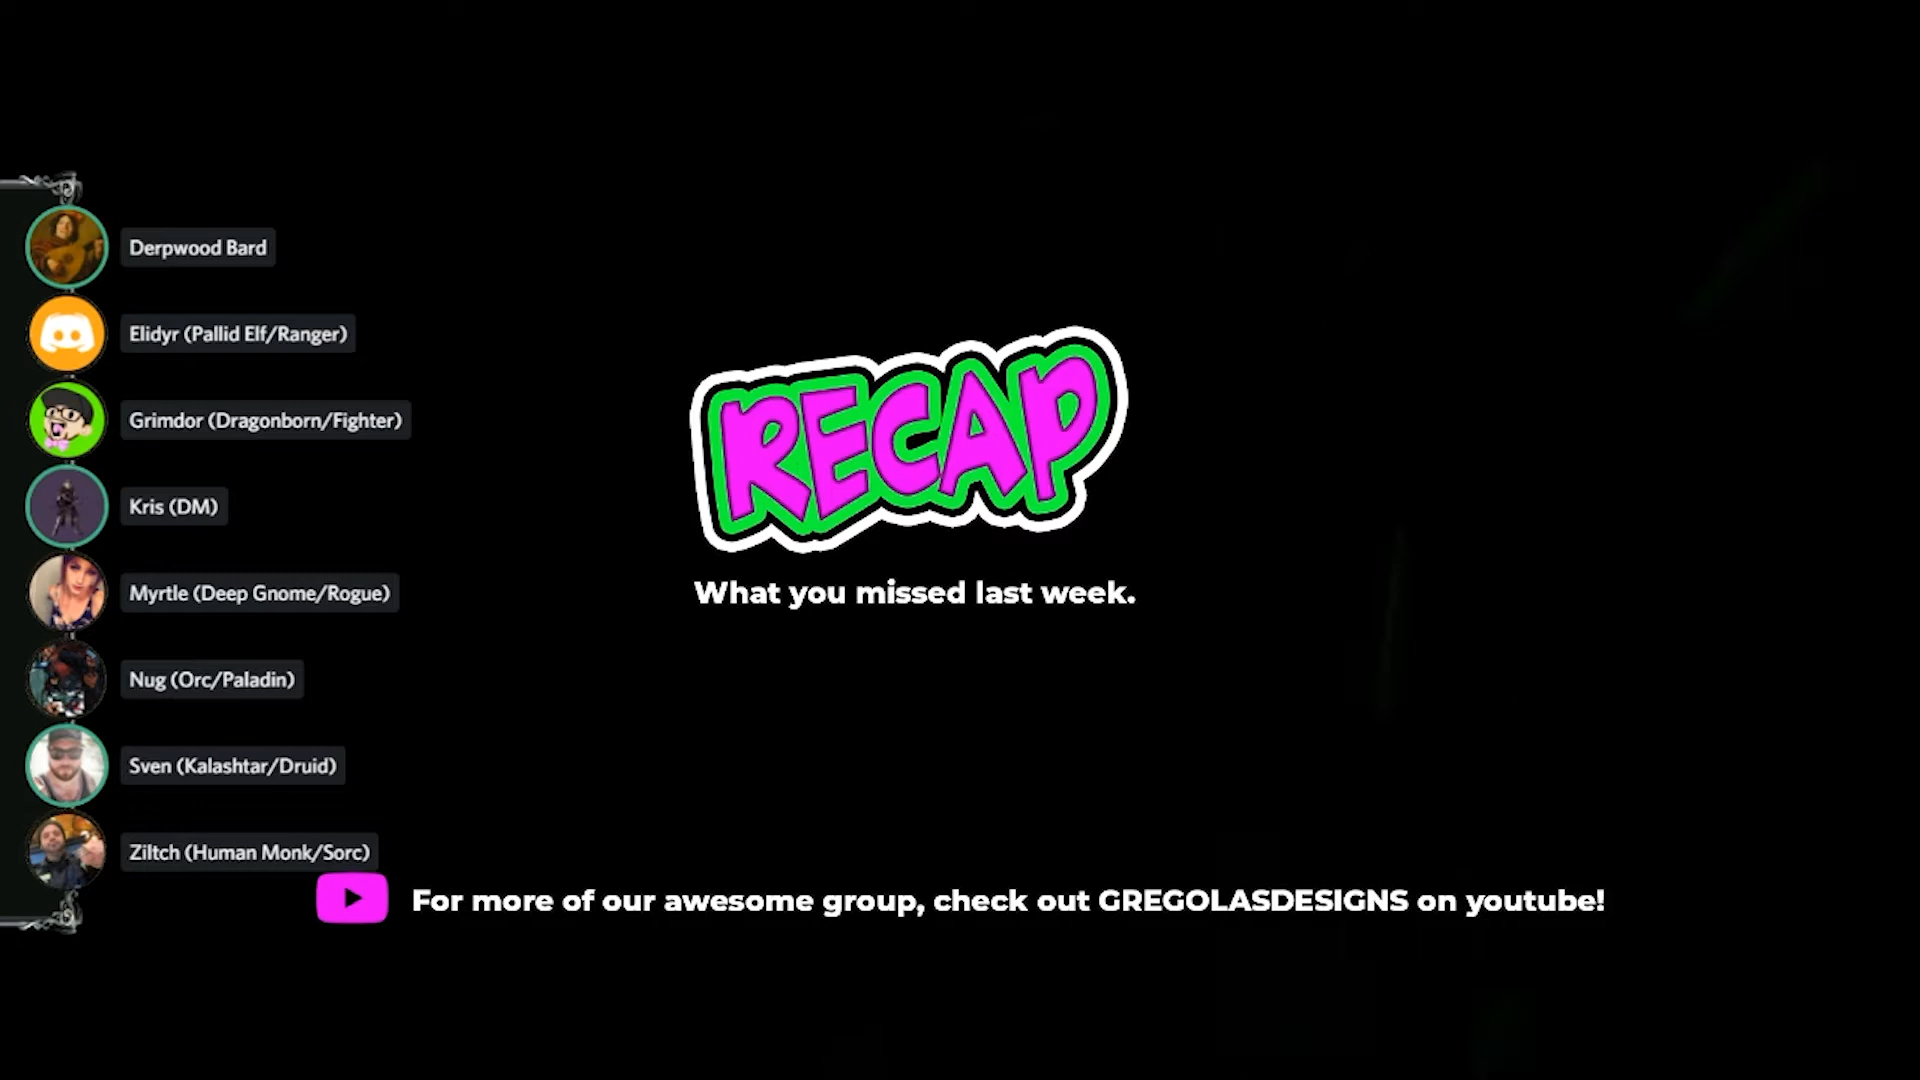 Derpwood Bard
Elidyr (Pallid Elf/Ranger)
Grimdor (Dragonborn/Fighter)
Kris (DM)
Myrtle (Deep Gnome/Rogue)
Nug (Orc/Paladin)
Sven (Kalashtar/Druid)
Ziltch (Human Monk/Sorc)
RECAP
What you missed last week.
For more of our awesome group, check out GREGOLASDESIGNS on youtube!